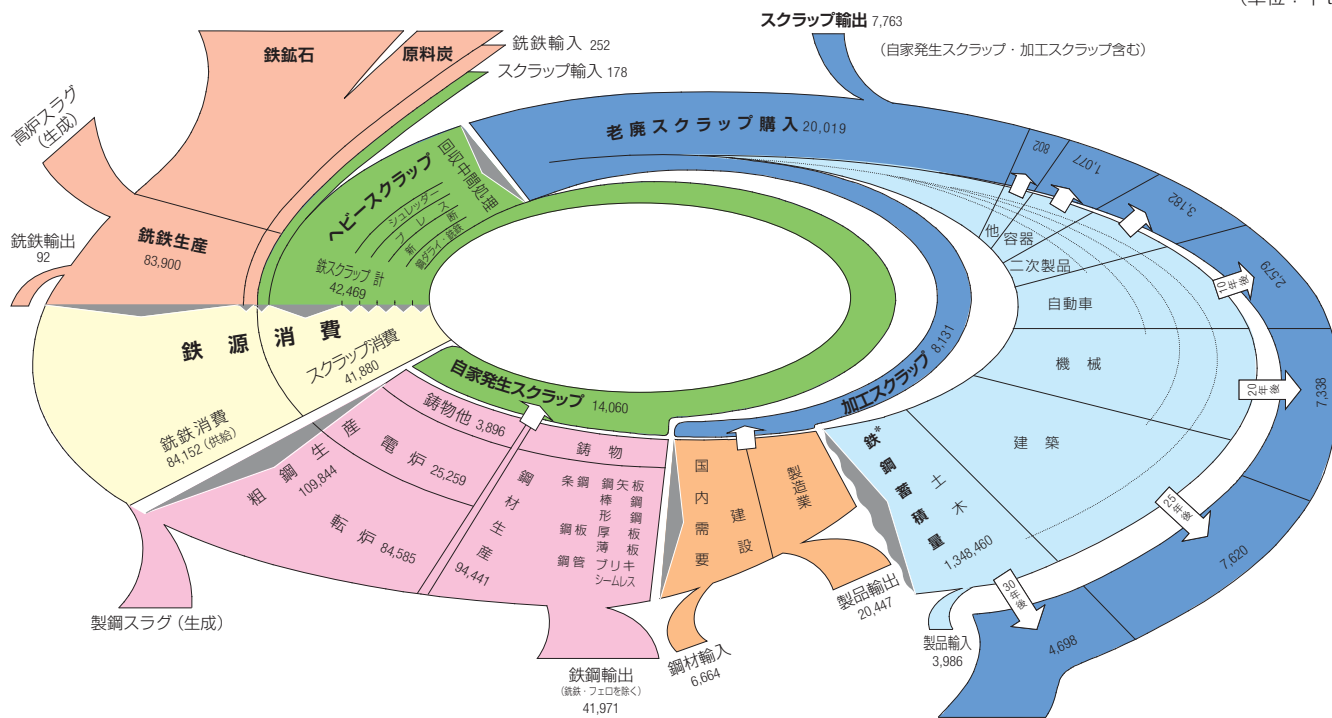 スクラップ輸出 7,763
(自家発生スクラップ・加工スクラップ含む)
鉄鉱石
原料炭
銑鉄輸入 252
スクラップ輸入 178
高炉スラグ
(生成)
銑鉄輸出
92
銑鉄生産
83,900
ヘビースクラップ
シュレッダー
プレス
新断
鋼ダライ・銑鉄
鉄スクラップ 計
42,469
回収中間処理
老廃スクラップ購入 20,019
802
1,077
3,182
2,579
7,338
7,620
4,698
他
容器
二次製品
自動車
機械
建築
土木
10年後
20年後
25年後
30年後
鉄源消費
スクラップ消費
41,880
銑鉄消費
84,152 (供給)
自家発生スクラップ 14,060
加工スクラップ 8,131
粗鋼生産
109,844
鋳物他 3,896
電炉 25,259
転炉 84,585
鋳物
鋼材生産
94,441
条鋼 鋼矢板
棒鋼
形鋼
鋼板 厚板
薄板
鋼管 ブリキ
シームレス
国内需要
建設
製造業
鉄鋼蓄積量*
1,348,460
製鋼スラグ (生成)
鉄鋼輸出
(銑鉄・フェロを除く)
41,971
鋼材輸入
6,664
製品輸出
20,447
製品輸入
3,986